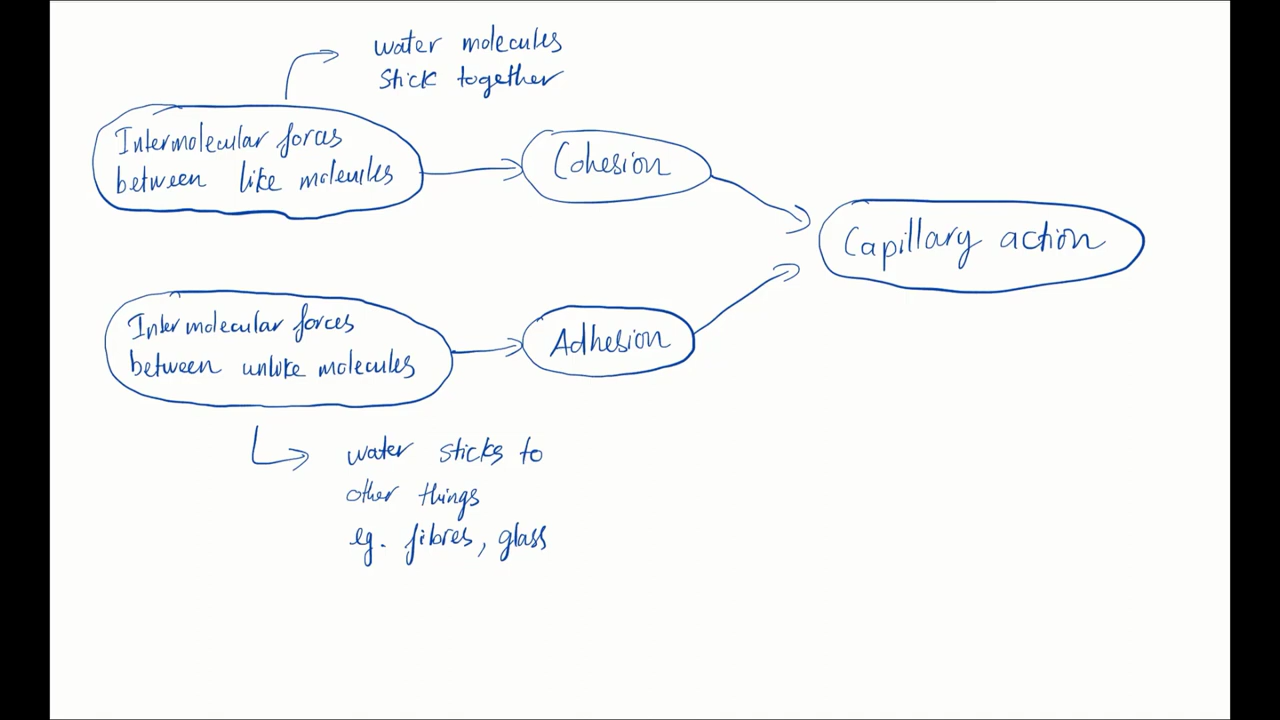 water molecules
stick together
Intermolecular forces
between like molecules
Cohesion
Capillary action
Intermolecular forces
between unlike molecules
Adhesion
water sticks to
other things
eg. fibres, glass